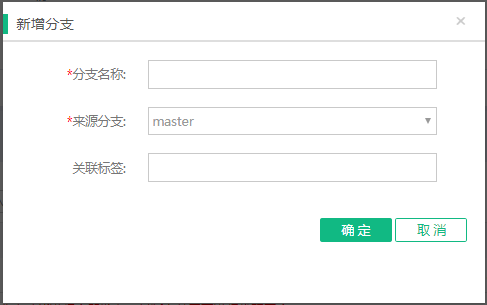 新增分支 ×
*分支名称:
*来源分支: master
关联标签:
确定 取消